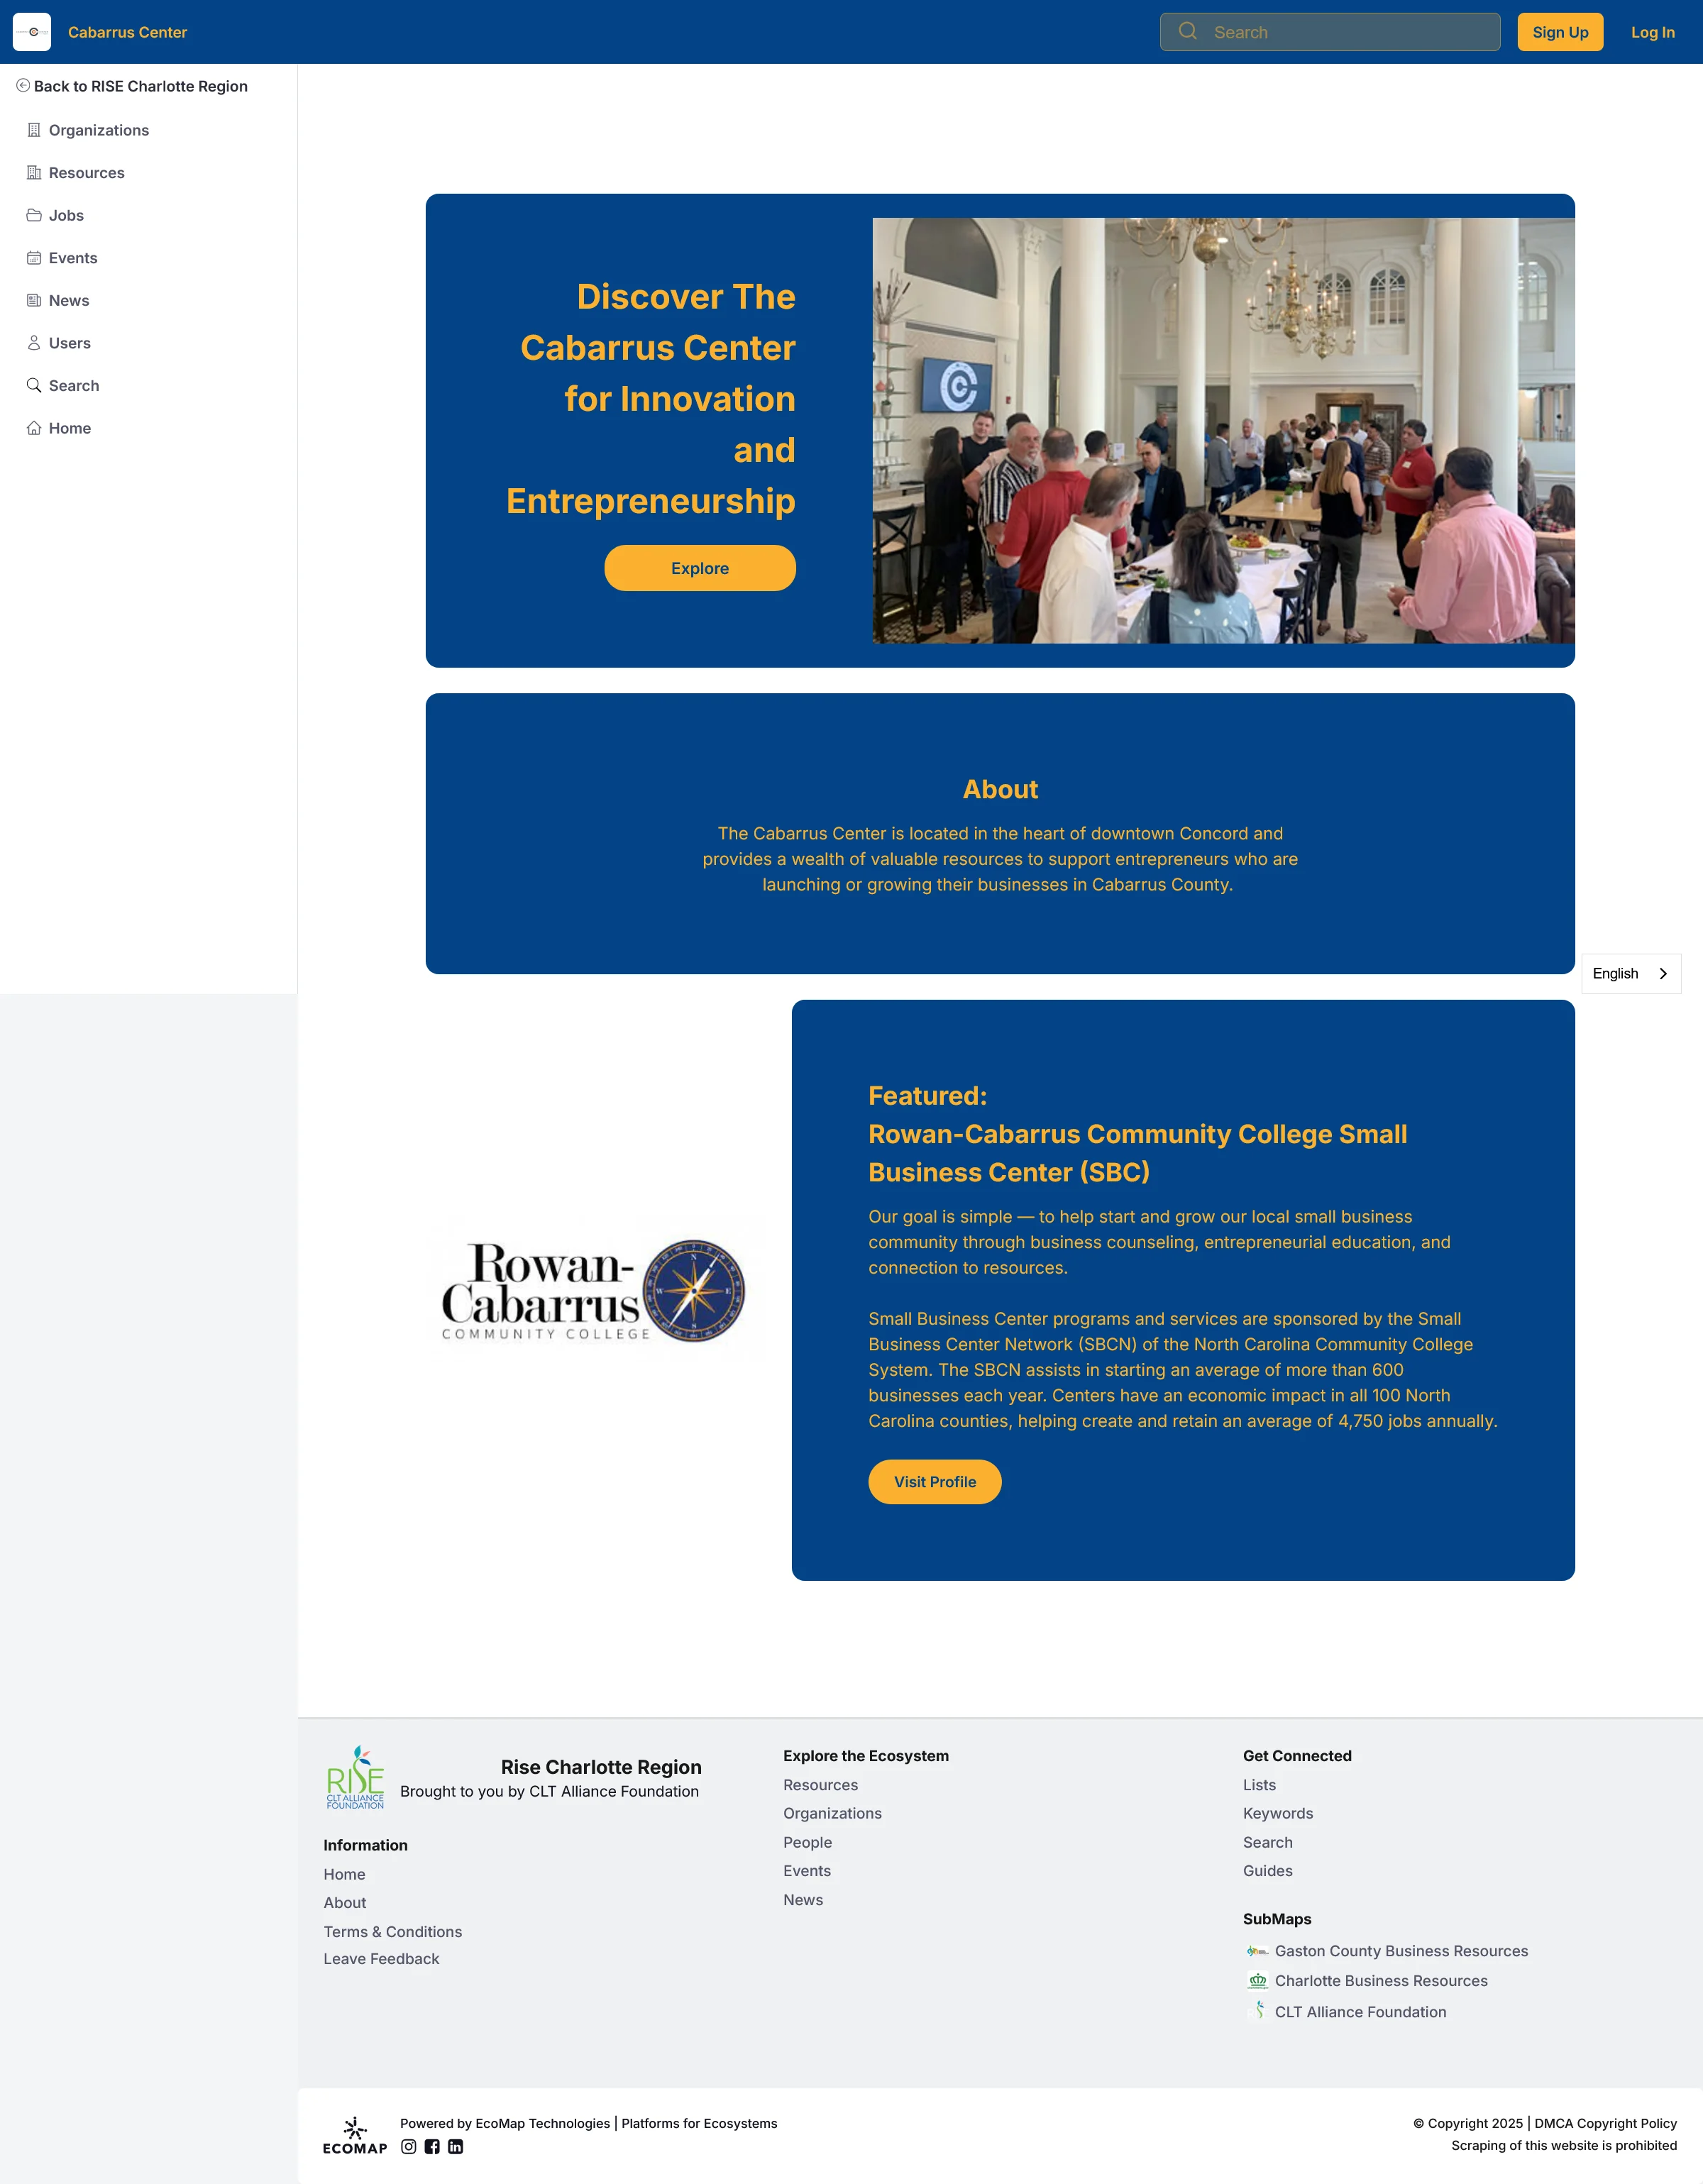 Cabarrus Center
Search
Sign Up
Log In
Back to RISE Charlotte Region
Organizations
Resources
Jobs
Events
News
Users
Search
Home
Discover The
Cabarrus Center
for Innovation
and
Entrepreneurship
Explore
About
The Cabarrus Center is located in the heart of downtown Concord and
provides a wealth of valuable resources to support entrepreneurs who are
launching or growing their businesses in Cabarrus County.
English
Rowan-
Cabarrus
COMMUNITY COLLEGE
N
W
E
S
Featured:
Rowan-Cabarrus Community College Small
Business Center (SBC)
Our goal is simple — to help start and grow our local small business
community through business counseling, entrepreneurial education, and
connection to resources.
Small Business Center programs and services are sponsored by the Small
Business Center Network (SBCN) of the North Carolina Community College
System. The SBCN assists in starting an average of more than 600
businesses each year. Centers have an economic impact in all 100 North
Carolina counties, helping create and retain an average of 4,750 jobs annually.
Visit Profile
RISE
CLT ALLIANCE
FOUNDATION
Rise Charlotte Region
Brought to you by CLT Alliance Foundation
Information
Home
About
Terms & Conditions
Leave Feedback
Explore the Ecosystem
Resources
Organizations
People
Events
News
Get Connected
Lists
Keywords
Search
Guides
SubMaps
Gaston County Business Resources
Charlotte Business Resources
CLT Alliance Foundation
ECOMAP
Powered by EcoMap Technologies | Platforms for Ecosystems
© Copyright 2025 | DMCA Copyright Policy
Scraping of this website is prohibited